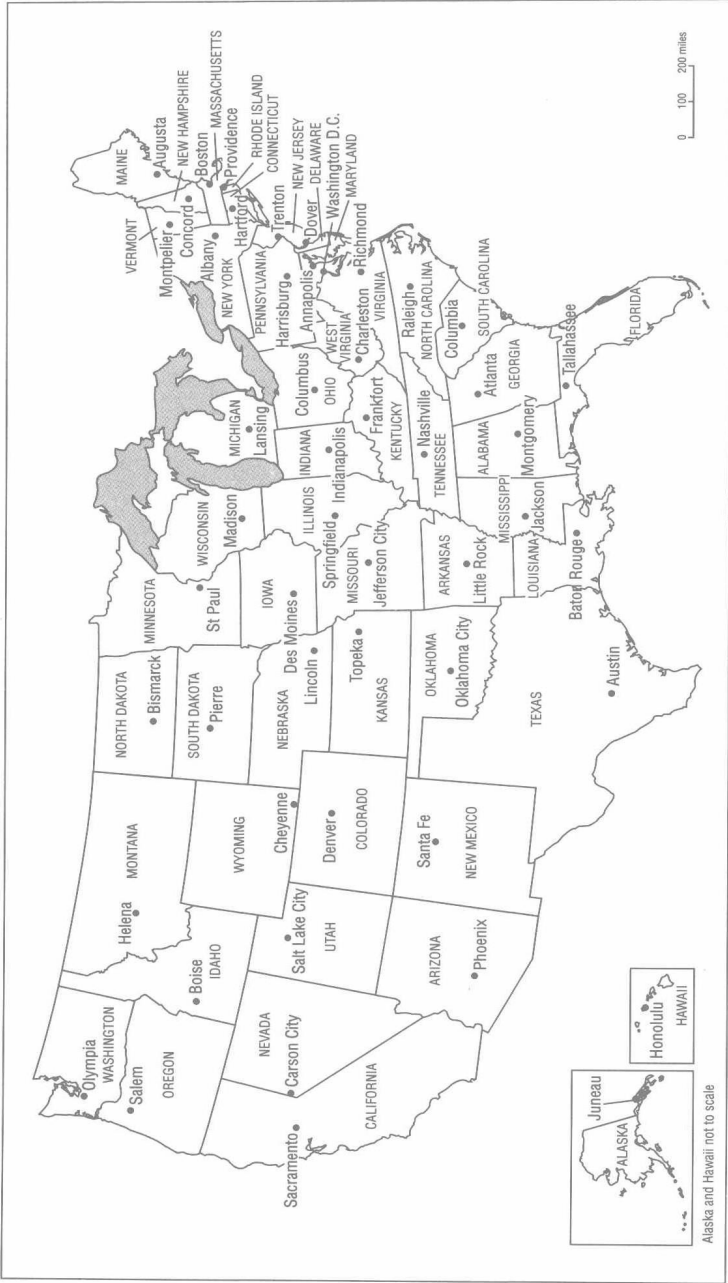 WASHINGTON
Olympia
Salem
OREGON
Sacramento
CALIFORNIA
NEVADA
Carson City
Boise
IDAHO
Helena
MONTANA
WYOMING
Cheyenne
Salt Lake City
UTAH
Denver
COLORADO
ARIZONA
Phoenix
Santa Fe
NEW MEXICO
NORTH DAKOTA
Bismarck
SOUTH DAKOTA
Pierre
NEBRASKA
Lincoln
Topeka
KANSAS
OKLAHOMA
Oklahoma City
TEXAS
Austin
MINNESOTA
St Paul
IOWA
Des Moines
MISSOURI
Jefferson City
ARKANSAS
Little Rock
LOUISIANA
Baton Rouge
WISCONSIN
Madison
ILLINOIS
Springfield
MICHIGAN
Lansing
INDIANA
Indianapolis
OHIO
Columbus
KENTUCKY
Frankfort
TENNESSEE
Nashville
MISSISSIPPI
Jackson
ALABAMA
Montgomery
GEORGIA
Atlanta
FLORIDA
Tallahassee
SOUTH CAROLINA
Columbia
NORTH CAROLINA
Raleigh
VIRGINIA
Richmond
WEST
VIRGINIA
Charleston
PENNSYLVANIA
Harrisburg
Annapolis
NEW YORK
Albany
VERMONT
Montpelier
Concord
MAINE
Augusta
NEW HAMPSHIRE
Boston
MASSACHUSETTS
Providence
RHODE ISLAND
Hartford
CONNECTICUT
Trenton
NEW JERSEY
Dover
DELAWARE
Washington D.C.
MARYLAND
Juneau
ALASKA
Honolulu
HAWAII
Alaska and Hawaii not to scale
0 100 200 miles